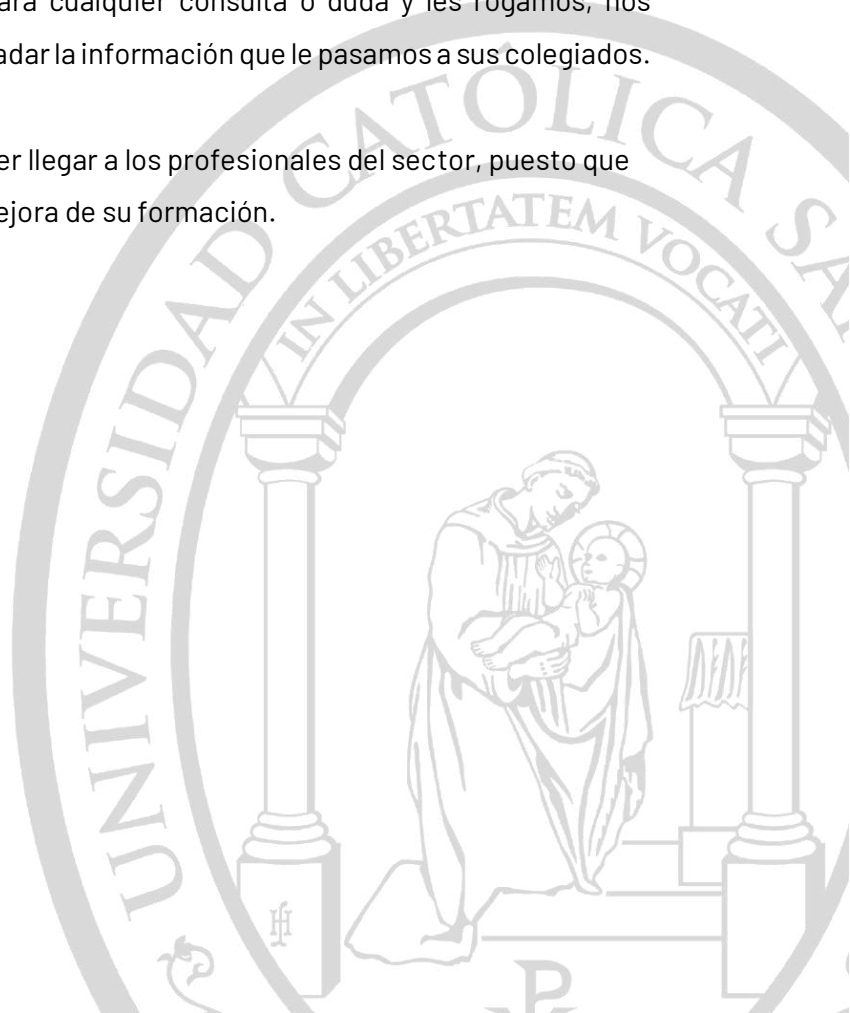 para cualquier consulta o duda y les rogamos, nos
adar la información que le pasamos a sus colegiados.
er llegar a los profesionales del sector, puesto que
ejora de su formación.
UNIVERSIDAD CATÓLICA SA
IN LIBERTATEM VOCATI